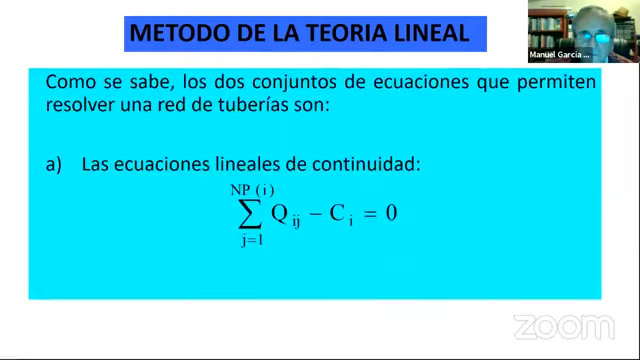 METODO DE LA TEORIA LINEAL
Manuel Garcia ...
Como se sabe, los dos conjuntos de ecuaciones que permiten
resolver una red de tuberías son:
a) Las ecuaciones lineales de continuidad:
NP (i)
∑ Q ij − C i = 0
j=1
zoom